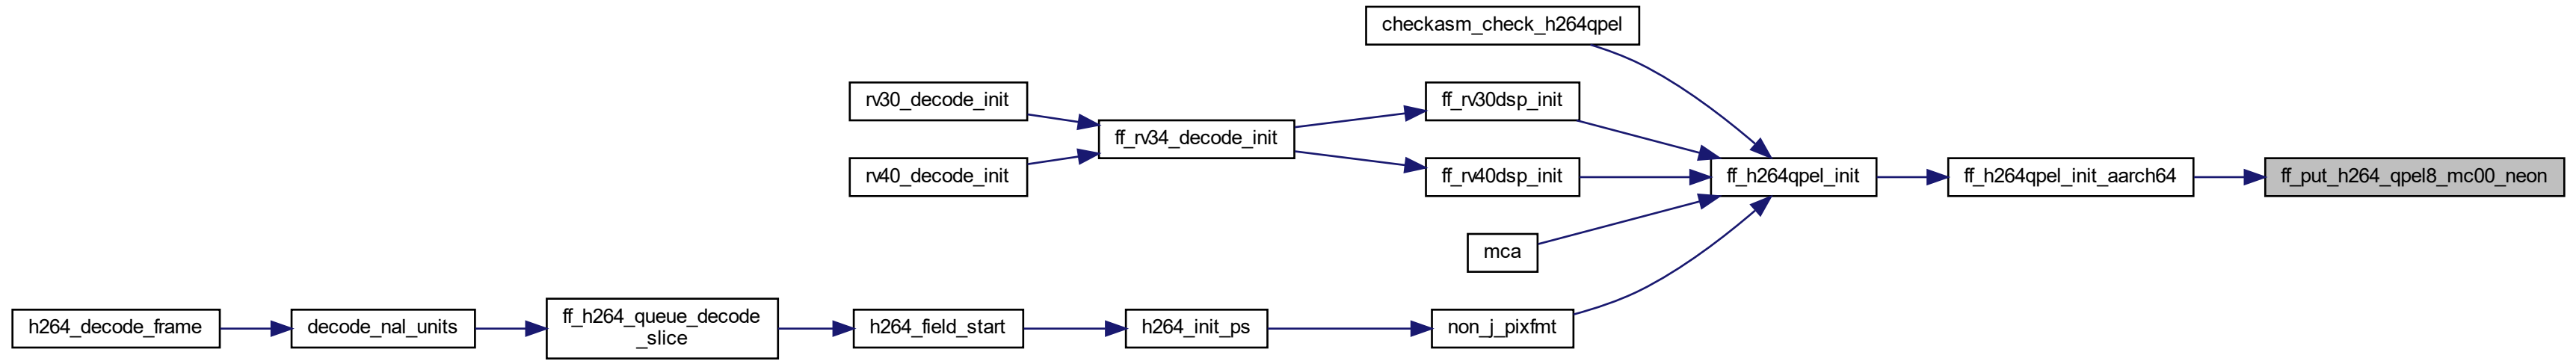 checkasm_check_h264qpel
rv30_decode_init
ff_rv30dsp_init
ff_rv34_decode_init
rv40_decode_init
ff_rv40dsp_init
ff_h264qpel_init
ff_h264qpel_init_aarch64
ff_put_h264_qpel8_mc00_neon
mca
h264_decode_frame
decode_nal_units
ff_h264_queue_decode
_slice
h264_field_start
h264_init_ps
non_j_pixfmt